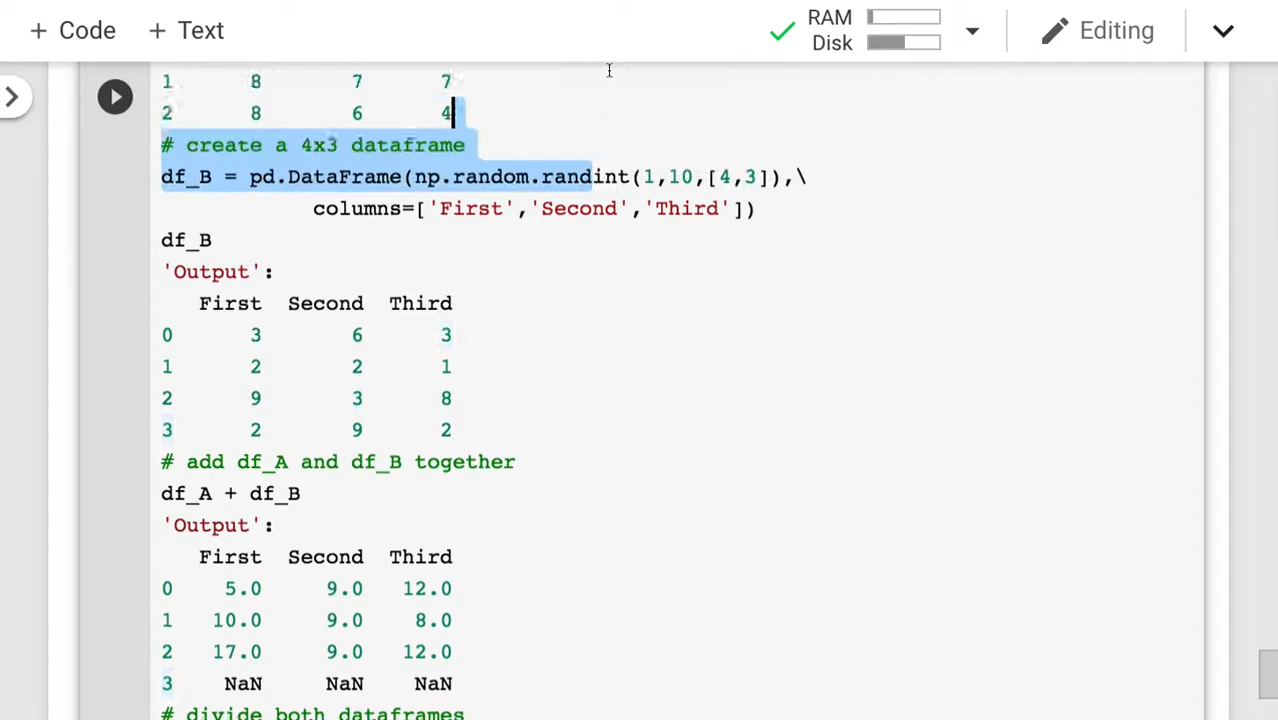 + Code + Text RAM Disk Editing
1 8 7 7
2 8 6 4
# create a 4x3 dataframe
df_B = pd.DataFrame(np.random.randint(1,10,[4,3]),\
columns=['First','Second','Third'])
df_B
'Output':
First Second Third
0 3 6 3
1 2 2 1
2 9 3 8
3 2 9 2
# add df_A and df_B together
df_A + df_B
'Output':
First Second Third
0 5.0 9.0 12.0
1 10.0 9.0 8.0
2 17.0 9.0 12.0
3 NaN NaN NaN
# divide both dataframes